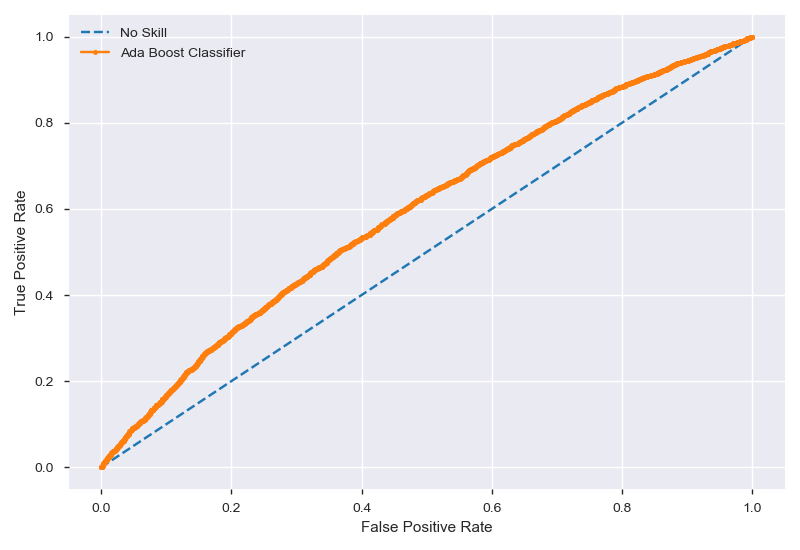 No Skill
Ada Boost Classifier
True Positive Rate
1.0
0.8
0.6
0.4
0.2
0.0
0.0 0.2 0.4 0.6 0.8 1.0
False Positive Rate